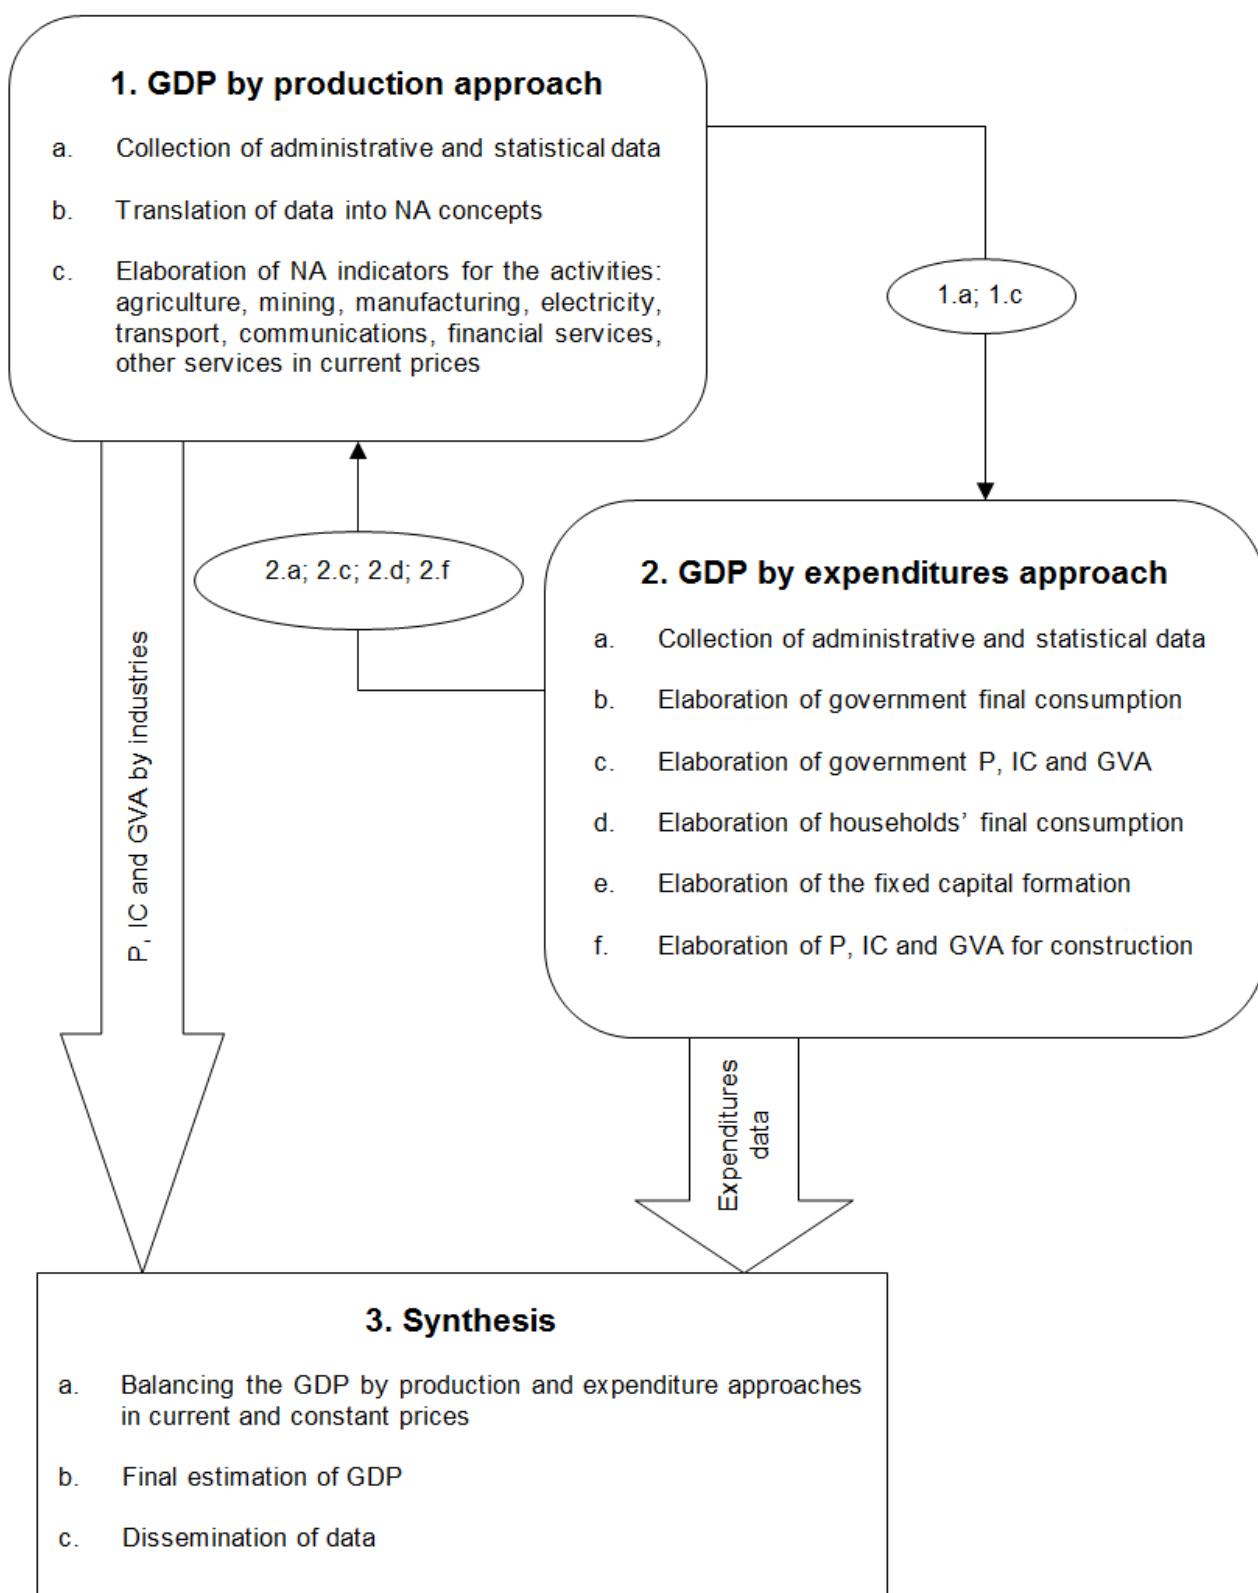 1. GDP by production approach
a. Collection of administrative and statistical data
b. Translation of data into NA concepts
c. Elaboration of NA indicators for the activities:
agriculture, mining, manufacturing, electricity,
transport, communications, financial services,
other services in current prices
1.a; 1.c
2.a; 2.c; 2.d; 2.f
P, IC and GVA by industries
2. GDP by expenditures approach
a. Collection of administrative and statistical data
b. Elaboration of government final consumption
c. Elaboration of government P, IC and GVA
d. Elaboration of households’ final consumption
e. Elaboration of the fixed capital formation
f. Elaboration of P, IC and GVA for construction
Expenditures
data
3. Synthesis
a. Balancing the GDP by production and expenditure approaches
in current and constant prices
b. Final estimation of GDP
c. Dissemination of data